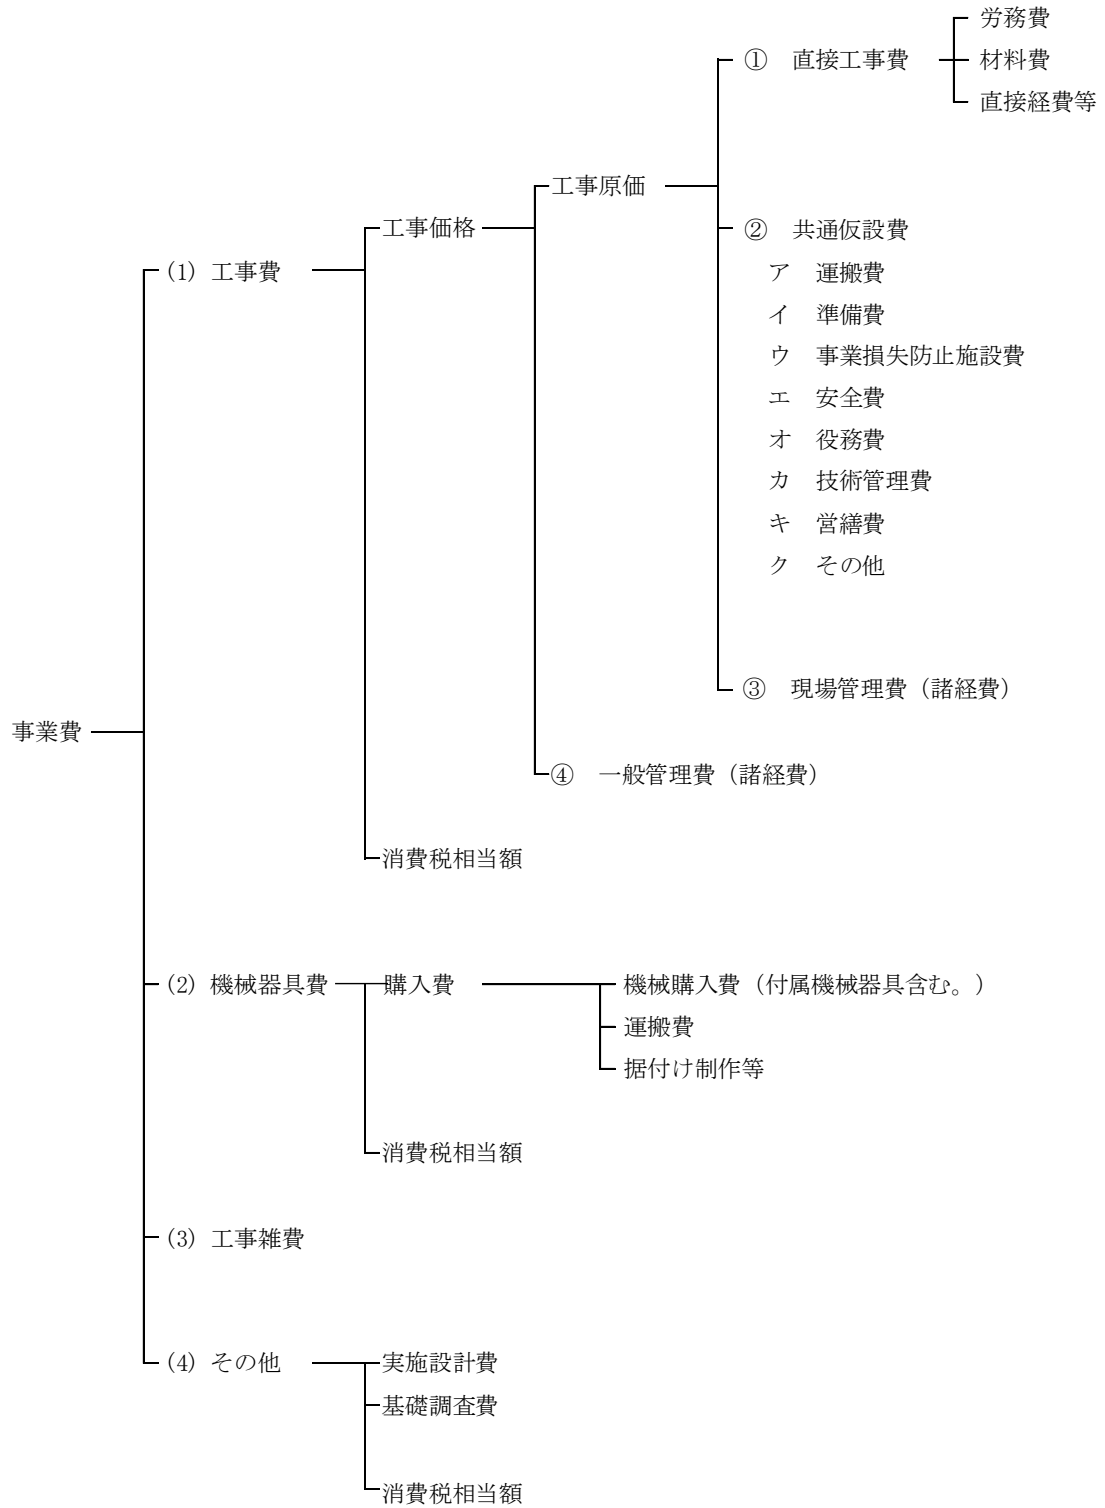 労務費
① 直接工事費
材料費
直接経費等
工事原価
工事価格
② 共通仮設費
(1) 工事費
ア 運搬費
イ 準備費
ウ 事業損失防止施設費
エ 安全費
オ 役務費
カ 技術管理費
キ 営繕費
ク その他
③ 現場管理費（諸経費）
事業費
④ 一般管理費（諸経費）
消費税相当額
(2) 機械器具費
購入費
機械購入費（付属機械器具含む。）
運搬費
据付け制作等
消費税相当額
(3) 工事雑費
(4) その他
実施設計費
基礎調査費
消費税相当額